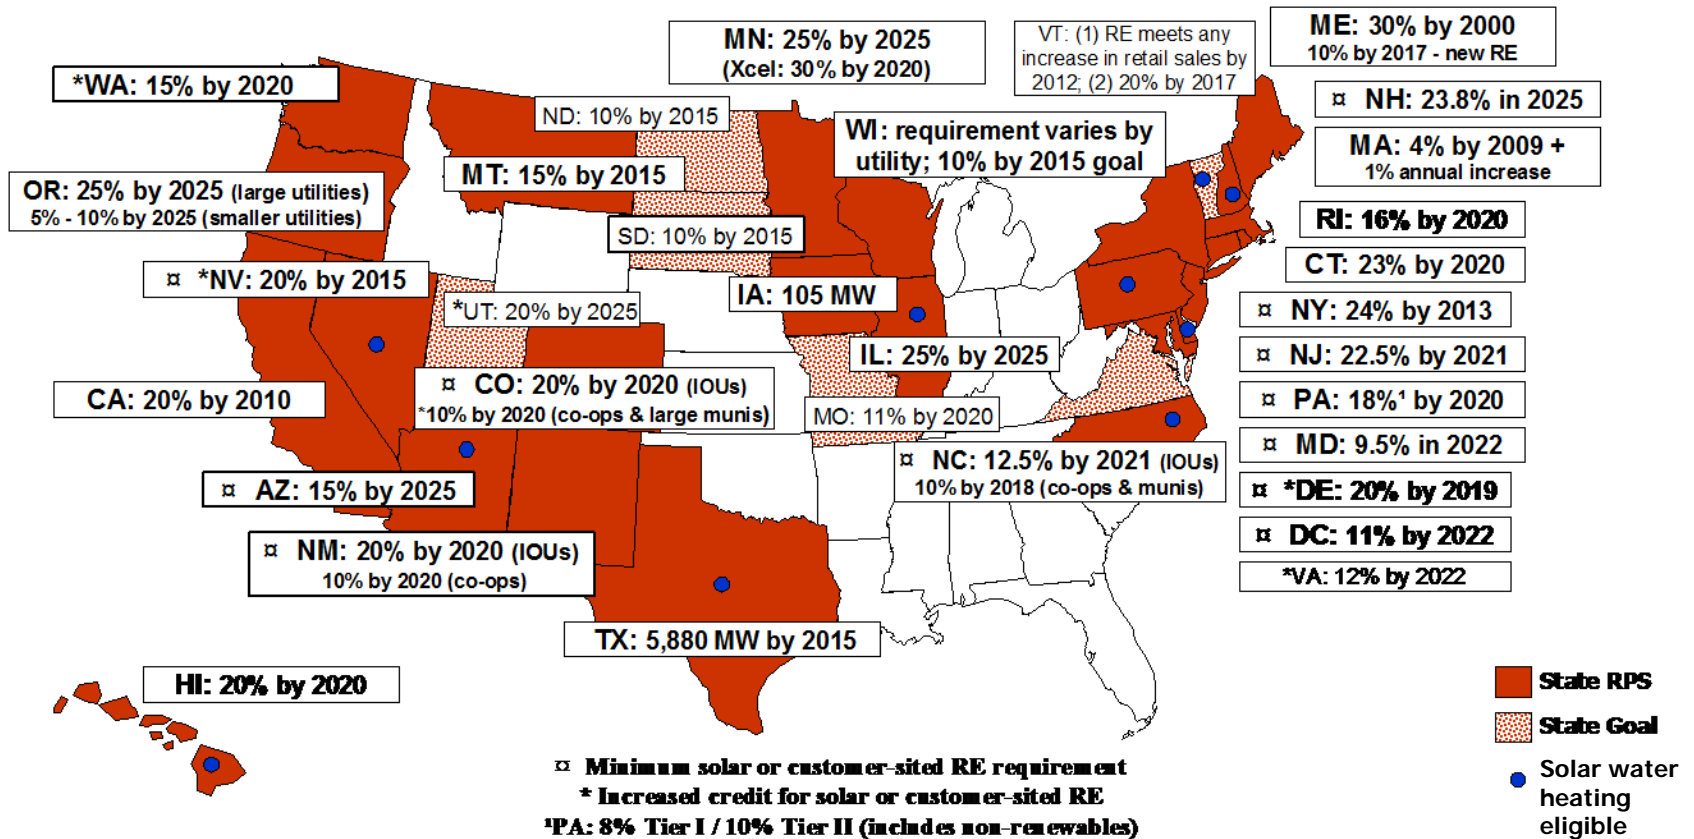 MN: 25% by 2025
(Xcel: 30% by 2020)
VT: (1) RE meets any
increase in retail sales by
2012; (2) 20% by 2017
ME: 30% by 2000
10% by 2017 - new RE
*WA: 15% by 2020
ND: 10% by 2015
WI: requirement varies by
utility; 10% by 2015 goal
¤ NH: 23.8% in 2025
MA: 4% by 2009 +
1% annual increase
MT: 15% by 2015
OR: 25% by 2025 (large utilities)
5% - 10% by 2025 (smaller utilities)
SD: 10% by 2015
RI: 16% by 2020
¤ *NV: 20% by 2015
CT: 23% by 2020
*UT: 20% by 2025
IA: 105 MW
¤ NY: 24% by 2013
IL: 25% by 2025
¤ NJ: 22.5% by 2021
CA: 20% by 2010
¤ CO: 20% by 2020 (IOUs)
*10% by 2020 (co-ops & large munis)
MO: 11% by 2020
¤ PA: 18%¹ by 2020
¤ MD: 9.5% in 2022
¤ NC: 12.5% by 2021 (IOUs)
10% by 2018 (co-ops & munis)
¤ AZ: 15% by 2025
¤ *DE: 20% by 2019
¤ DC: 11% by 2022
¤ NM: 20% by 2020 (IOUs)
10% by 2020 (co-ops)
*VA: 12% by 2022
TX: 5,880 MW by 2015
HI: 20% by 2020
State RPS
State Goal
Solar water
heating
eligible
¤ Minimum solar or customer-sited RE requirement
* Increased credit for solar or customer-sited RE
¹PA: 8% Tier I / 10% Tier II (includes non-renewables)